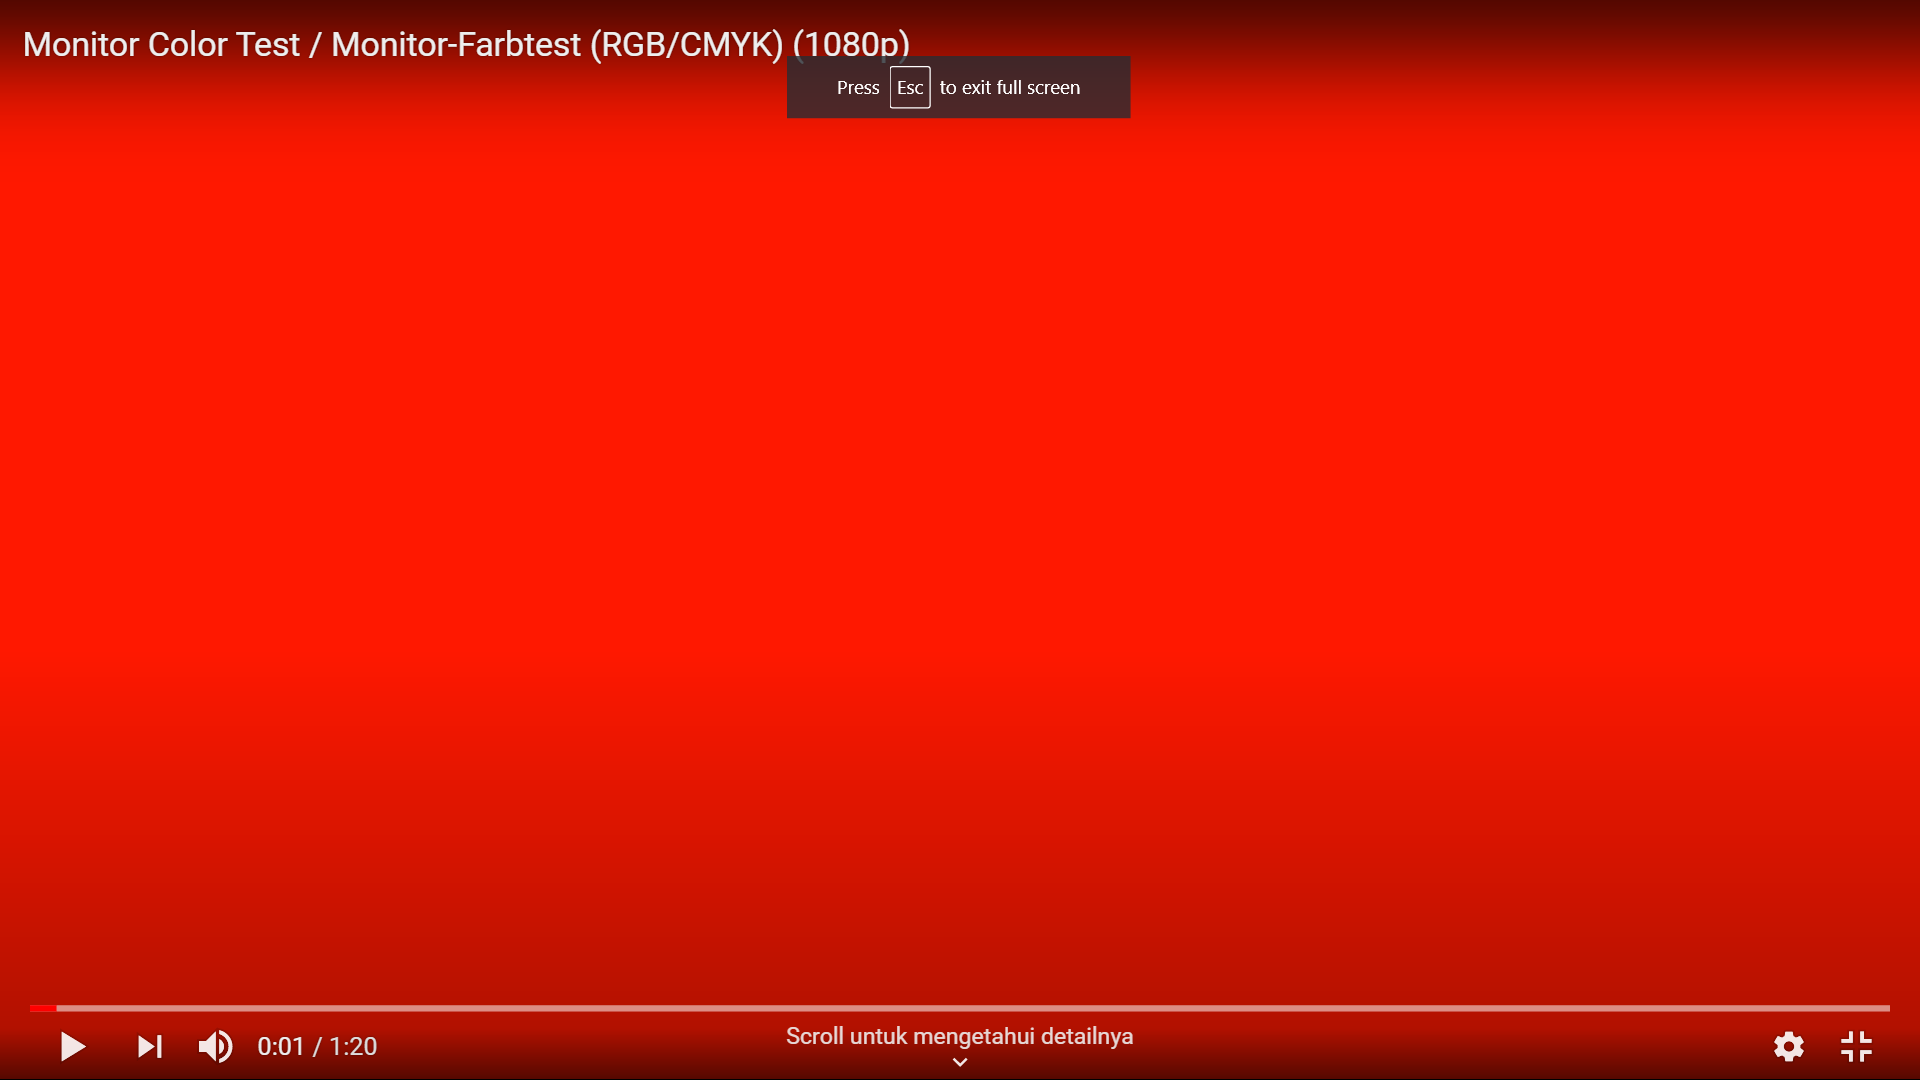 Monitor Color Test / Monitor-Farbtest (RGB/CMYK) (1080p)
Press Esc to exit full screen
0:01 / 1:20
Scroll untuk mengetahui detailnya